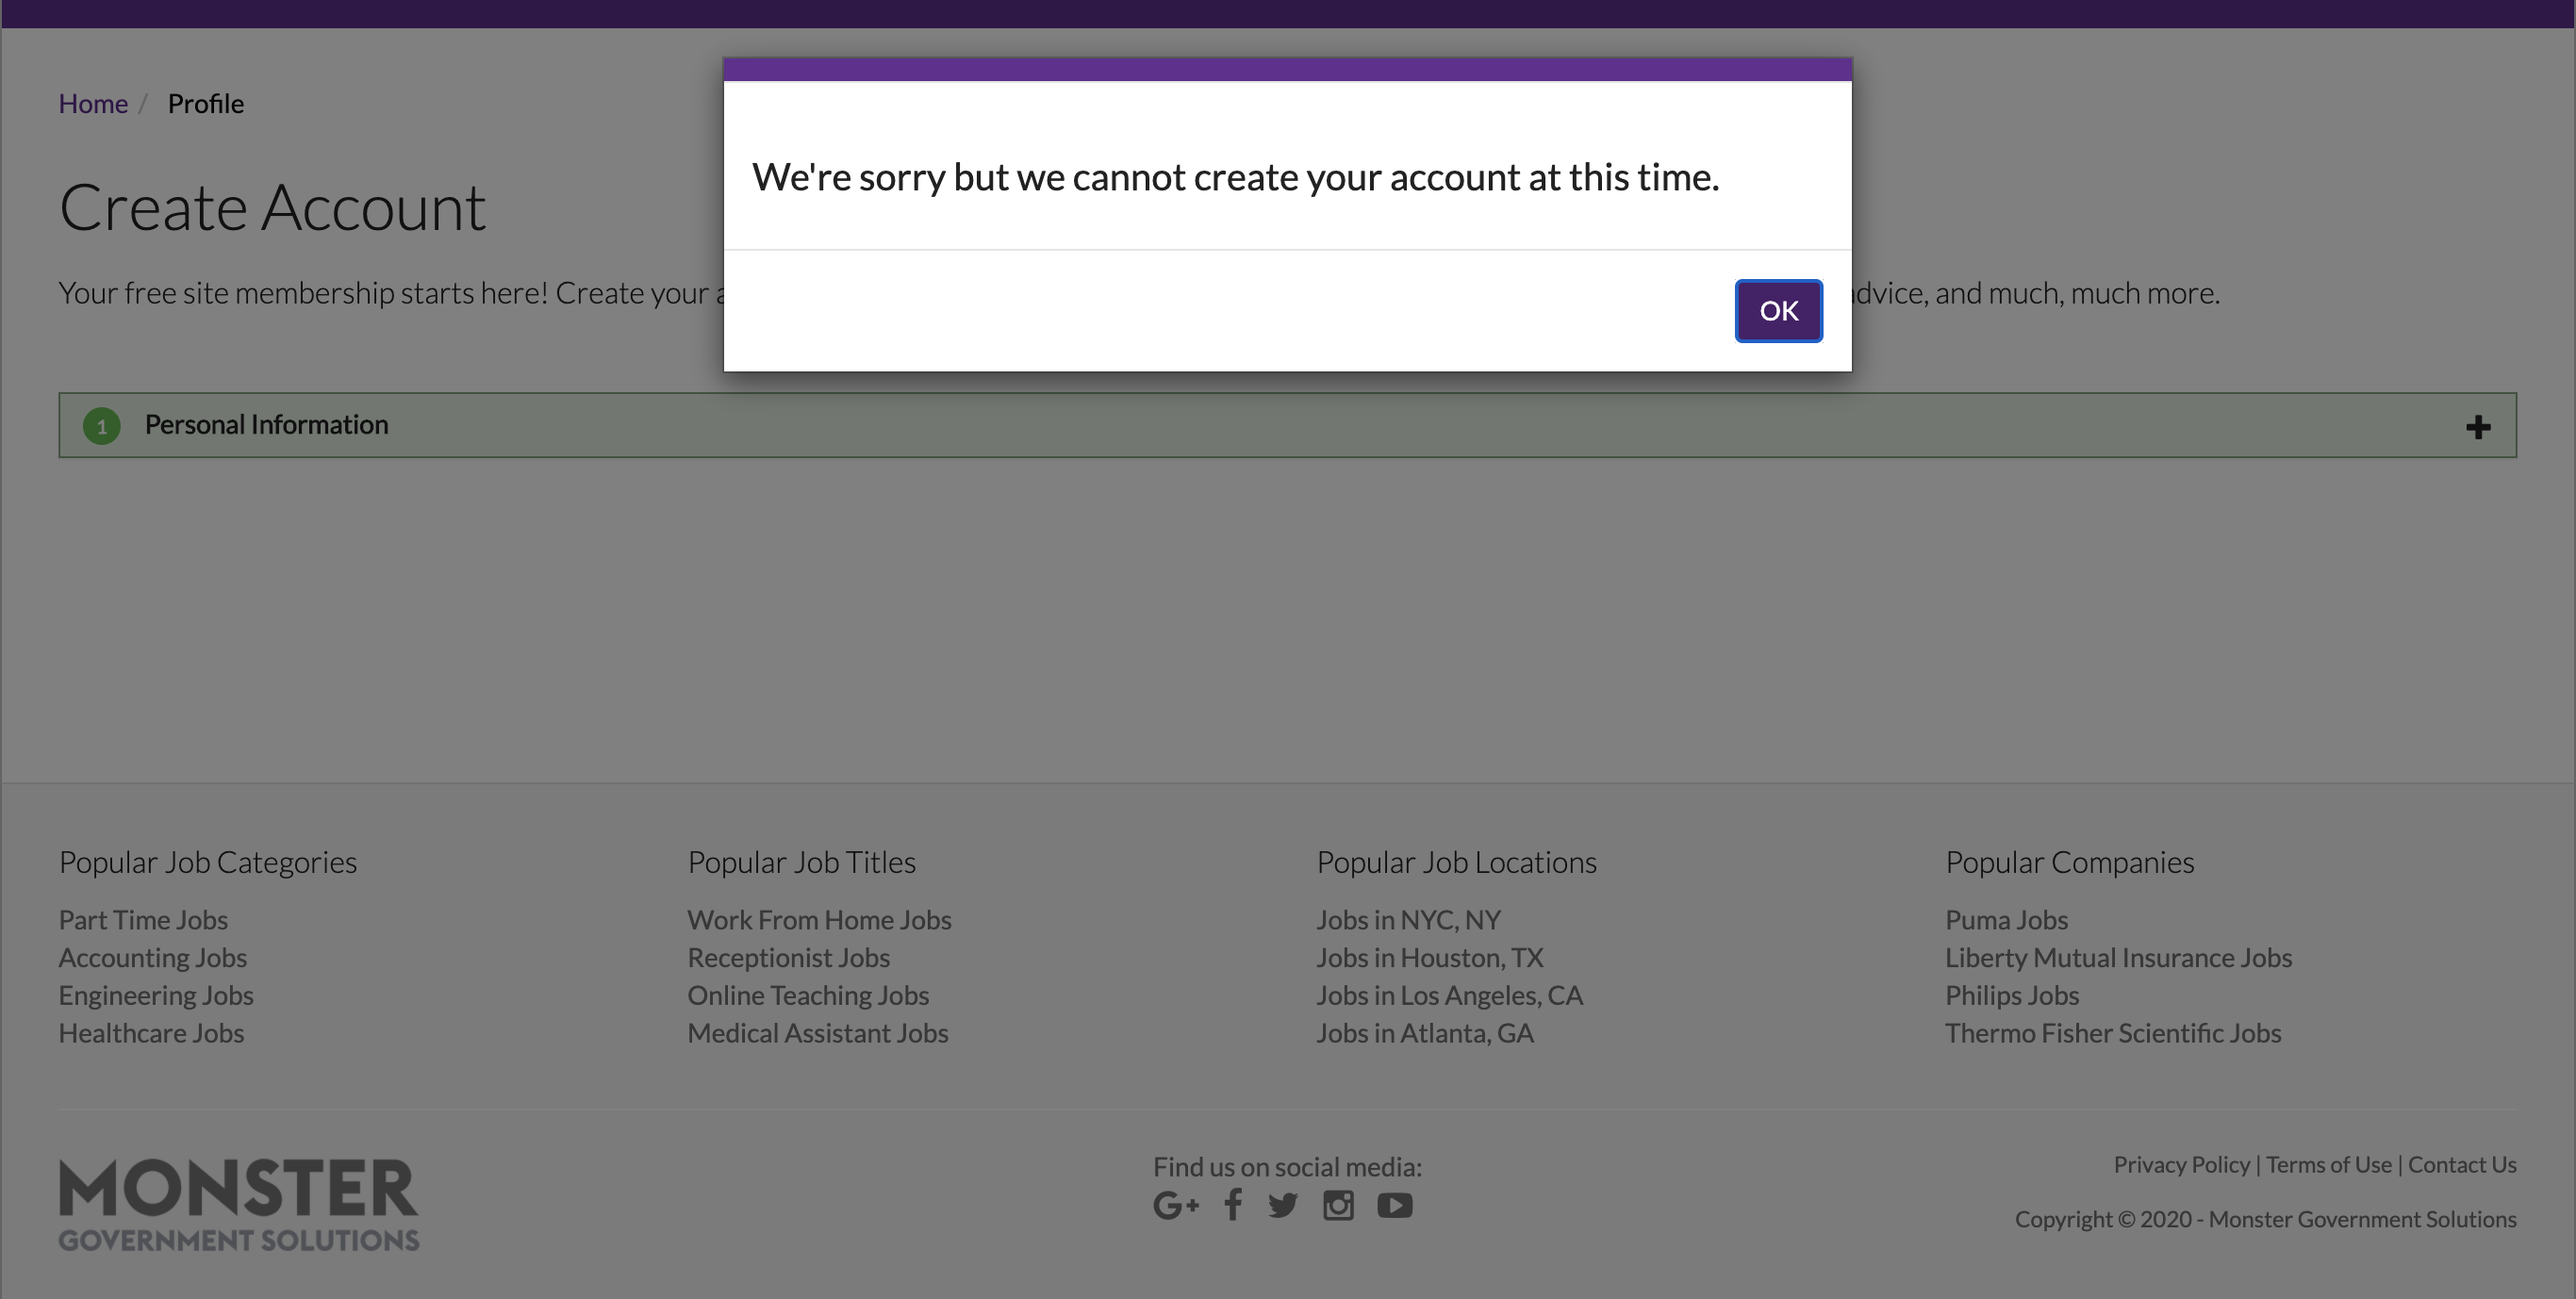 Home / Profile
Create Account
We're sorry but we cannot create your account at this time.
OK
Your free site membership starts here! Create your
advice, and much, much more.
1 Personal Information
Popular Job Categories
Part Time Jobs
Accounting Jobs
Engineering Jobs
Healthcare Jobs
Popular Job Titles
Work From Home Jobs
Receptionist Jobs
Online Teaching Jobs
Medical Assistant Jobs
Popular Job Locations
Jobs in NYC, NY
Jobs in Houston, TX
Jobs in Los Angeles, CA
Jobs in Atlanta, GA
Popular Companies
Puma Jobs
Liberty Mutual Insurance Jobs
Philips Jobs
Thermo Fisher Scientific Jobs
MONSTER
GOVERNMENT SOLUTIONS
Find us on social media:
G+
Privacy Policy | Terms of Use | Contact Us
Copyright © 2020 - Monster Government Solutions